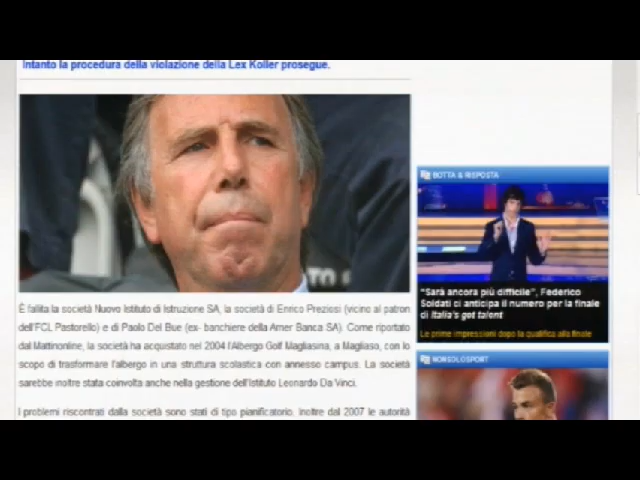 Intanto la procedura della violazione della Lex Koller prosegue.
È fallita la società Nuovo Istituto di Istruzione SA, la società di Enrico Preziosi (vicino al patron
dell'FCL Pastorello) e di Paolo Del Bue (ex- banchiere della Arner Banca SA). Come riportato
dal Mattinonline, la società ha acquistato nel 2004 l'Albergo Golf Magliasina, a Magliaso, con lo
scopo di trasformare l'albergo in una struttura scolastica con annesso campus. La società
sarebbe inoltre stata coinvolta anche nella gestione dell'Istituto Leonardo Da Vinci.
I problemi riscontrati dalla società sono stati di tipo pianificatorio. Inoltre dal 2007 le autorità
BOTTA & RISPOSTA
"Sarà ancora più difficile", Federico
Soldati ci anticipa il numero per la finale
di Italia's got talent
Le prime impressioni dopo la qualifica alla finale
NONSOLOSPORT